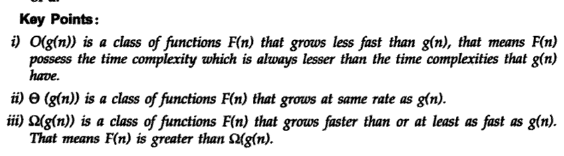 Key Points:
i) O(g(n)) is a class of functions F(n) that grows less fast than g(n), that means F(n)
possess the time complexity which is always lesser than the time complexities that g(n)
have.
ii) Θ (g(n)) is a class of functions F(n) that grows at same rate as g(n).
iii) Ω(g(n)) is a class of functions F(n) that grows faster than or at least as fast as g(n).
That means F(n) is greater than Ω(g(n).